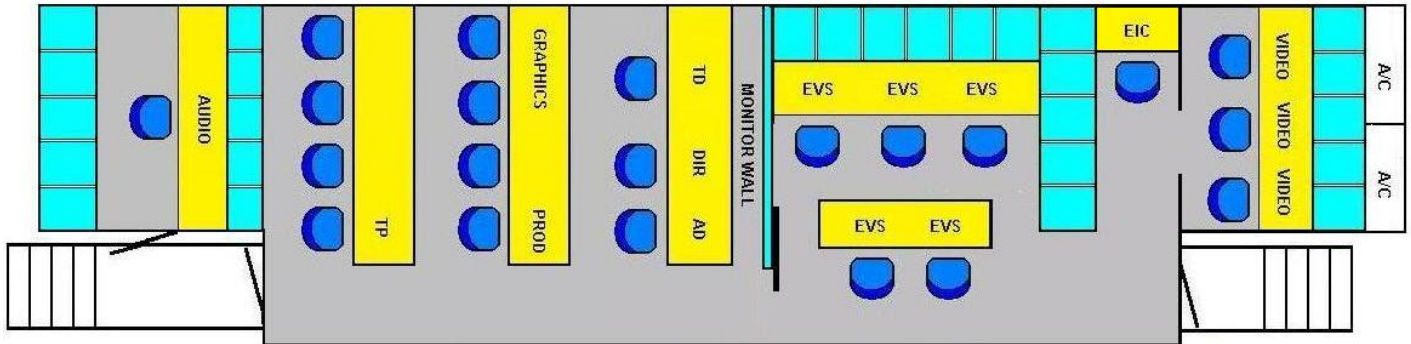 AUDIO
TP
GRAPHICS
PROD
TD
DIR
AD
MONITOR WALL
EVS EVS EVS
EVS EVS
EIC
VIDEO
VIDEO
VIDEO
A/C
A/C